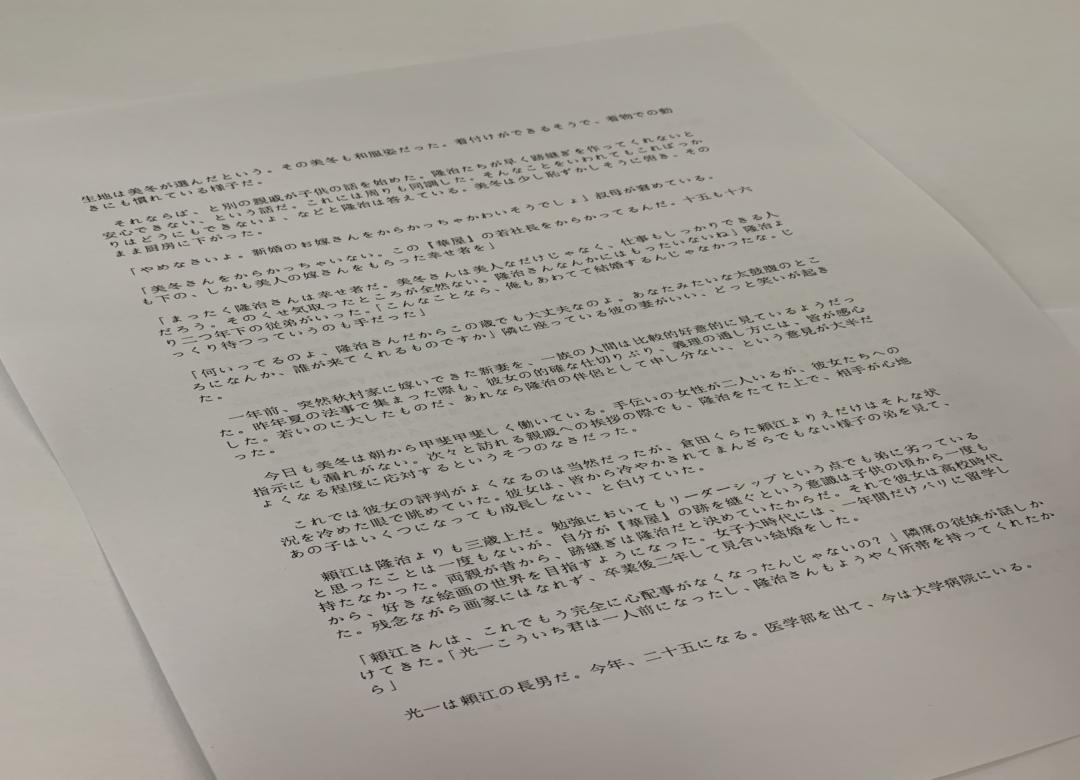 生地は美冬が選んだという。その美冬も和服姿だった。着付けができるそうで、着物での動
きにも慣れている様子だ。
それならば、と別の親戚が子供の話を始めた。隆治たちが早く跡継ぎを作ってくれないと
安心できない、という話だ。これには周りも同調した。そんなことをいわれてもこればっか
りはどうにもできないよ、などと隆治は答えている。美冬は少し恥ずかしそうに俯き、その
まま厨房に下がった。
「やめなさいよ。新婚のお嫁さんをからかっちゃかわいそうでしょ」叔母が窘めている。
「美冬さんをからかっちゃいない。この『華屋』の若社長をからかってるんだ。十五も十六
も下の、しかも美人の嫁さんをもらった幸せ者を」
「まったく隆治さんは幸せ者だ。美冬さんは美人なだけじゃなく、仕事もしっかりできる人
だろう。そのくせ気取ったところが全然ない。隆治さんなんかにはもったいないね」隆治よ
り二つ年下の従弟がいった。「こんなことなら、俺もあわてて結婚するんじゃなかったな。じ
っくり待つっていうのも手だった」
「何いってるのよ、隆治さんだからこの歳でも大丈夫なのよ。あなたみたいな太鼓腹のとこ
ろになんか、誰が来てくれるものですか」隣に座っている彼の妻がいい、どっと笑いが起き
た。
一年前、突然秋村家に嫁いできた新妻を、一族の人間は比較的好意的に見ているようだっ
た。昨年夏の法事で集まった際も、彼女の的確な仕切りぶり、義理の通し方には、皆が感心
した。若いのに大したものだ、あれなら隆治の伴侶として申し分ない、という意見が大半だ
った。
今日も美冬は朝から甲斐甲斐しく働いている。手伝いの女性が二人いるが、彼女たちへの
指示にも漏れがない。次々と訪れる親戚への挨拶の際でも、隆治をたてた上で、相手が心地
よくなる程度に応対するというそつのなさだった。
これでは彼女の評判がよくなるのは当然だったが、倉田くらた頼江よりえだけはそんな状
況を冷めた眼で眺めていた。彼女は、皆から冷やかされてまんざらでもない様子の弟を見て、
あの子はいくつになっても成長しない、と白けていた。
頼江は隆治よりも三歳上だ。勉強においてもリーダーシップという点でも弟に劣っている
と思ったことは一度もないが、自分が『華屋』の跡を継ぐという意識は子供の頃から一度も
持たなかった。両親が昔から、跡継ぎは隆治だと決めていたからだ。それで彼女は高校時代
から、好きな絵画の世界を目指すようになった。女子大時代には、一年間だけパリに留学し
た。残念ながら画家にはなれず、卒業後二年して見合い結婚をした。
「頼江さんは、これでもう完全に心配事がなくなったんじゃないの？」隣席の従妹が話しか
けてきた。「光一こういち君は一人前になったし、隆治さんもようやく所帯を持ってくれたか
ら」
光一は頼江の長男だ。今年、二十五になる。医学部を出て、今は大学病院にいる。